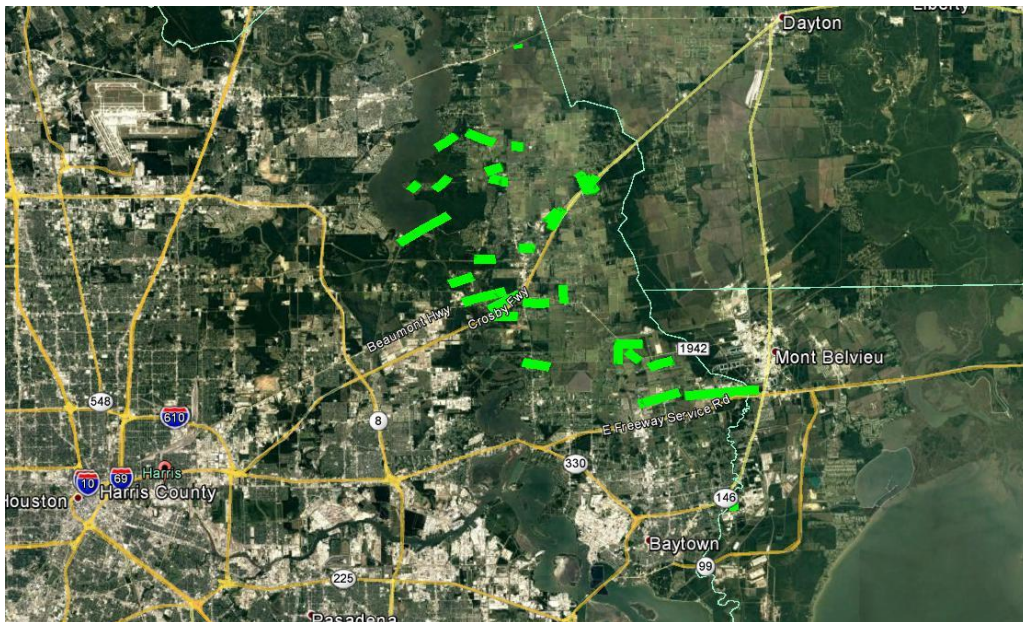 Liberty
Dayton
Beaumont Hwy
Crosby Fwy
1942
Mont Belvieu
548
610
8
E Freeway Service Rd
330
Harris
10
69
Harris County
Houston
146
Baytown
99
225
Pasadena